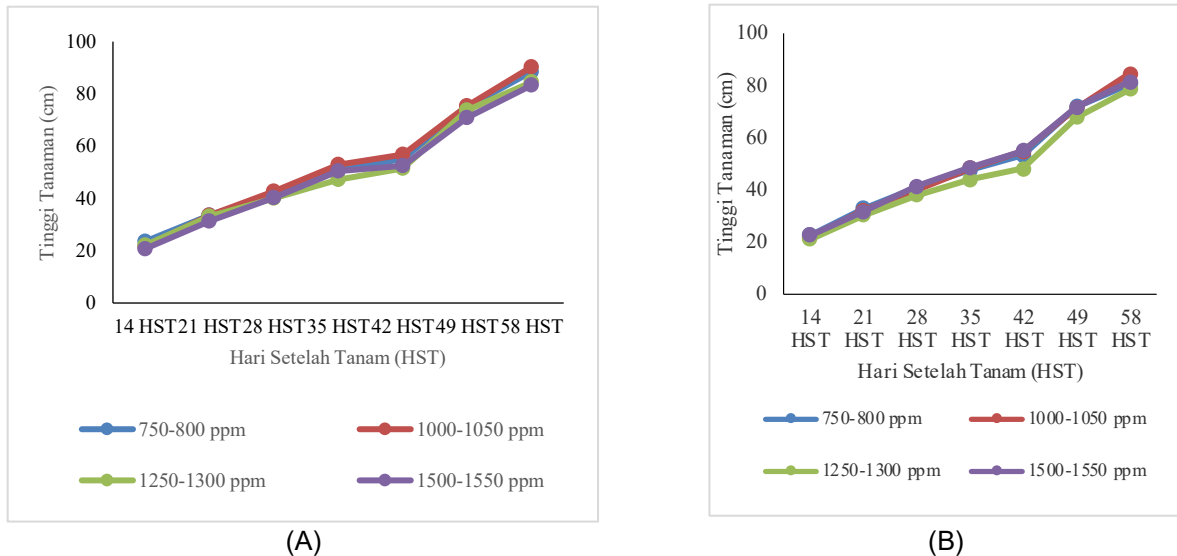 100
80
60
40
20
0
Tinggi Tanaman (cm)
14 HST 21 HST 28 HST 35 HST 42 HST 49 HST 58 HST
Hari Setelah Tanam (HST)
750-800 ppm 1000-1050 ppm
1250-1300 ppm 1500-1550 ppm
(A)
100
80
60
40
20
0
Tinggi Tanaman (cm)
14 21 28 35 42 49 58
HST HST HST HST HST HST HST
Hari Setelah Tanam (HST)
750-800 ppm 1000-1050 ppm
1250-1300 ppm 1500-1550 ppm
(B)